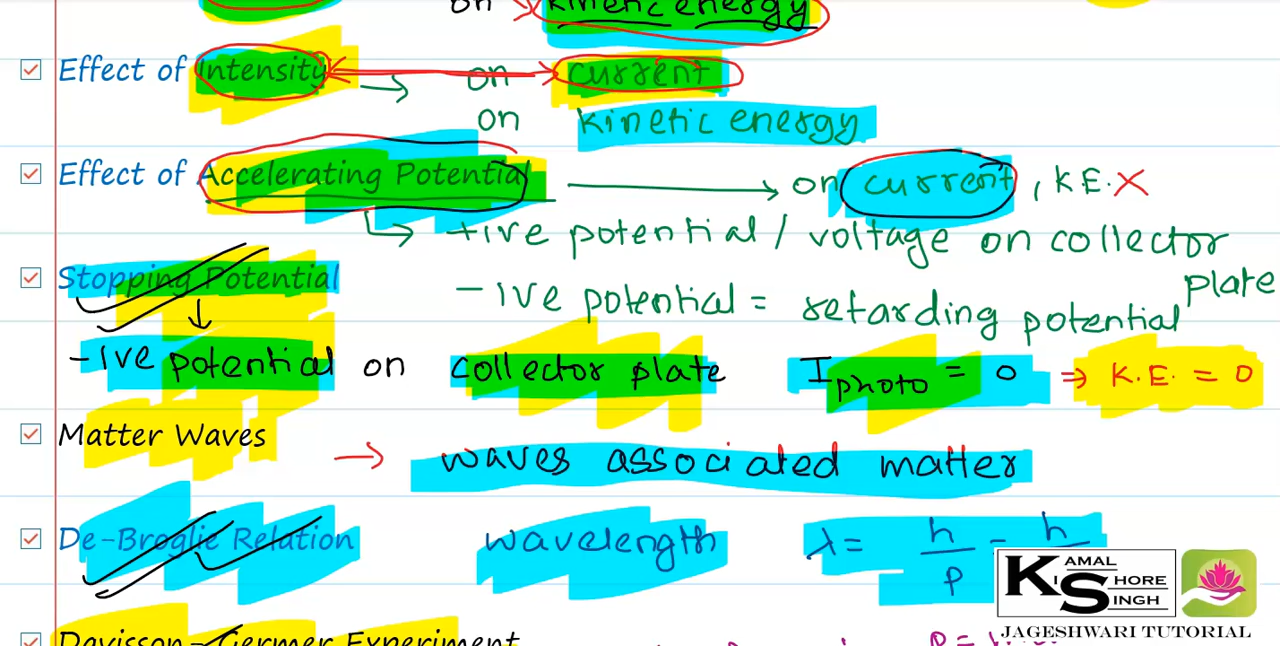 on kinetic energy
Effect of Intensity → on current
on kinetic energy
Effect of Accelerating Potential → on current, K.E. X
↳ +ive potential / voltage on collector plate
Stopping Potential
-ive potential = retarding potential
-ive potential on collector plate Iphoto = 0 ⇒ K.E. = 0
Matter Waves → waves associated matter
De-Broglie Relation wavelength λ = h/p = h
Davisson - Germer Experiment
KAMAL
KISHORE
SINGH
JAGESHWARI TUTORIAL